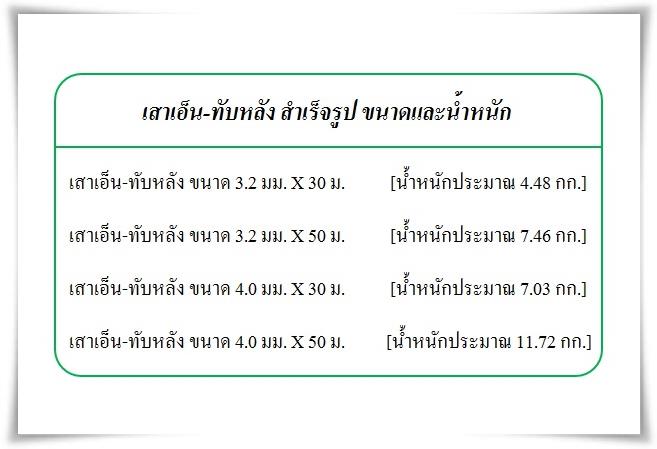 เสาเอ็น-ทับหลัง สำเร็จรูป ขนาดและน้ำหนัก
เสาเอ็น-ทับหลัง ขนาด 3.2 มม. X 30 ม. [น้ำหนักประมาณ 4.48 กก.]
เสาเอ็น-ทับหลัง ขนาด 3.2 มม. X 50 ม. [น้ำหนักประมาณ 7.46 กก.]
เสาเอ็น-ทับหลัง ขนาด 4.0 มม. X 30 ม. [น้ำหนักประมาณ 7.03 กก.]
เสาเอ็น-ทับหลัง ขนาด 4.0 มม. X 50 ม. [น้ำหนักประมาณ 11.72 กก.]